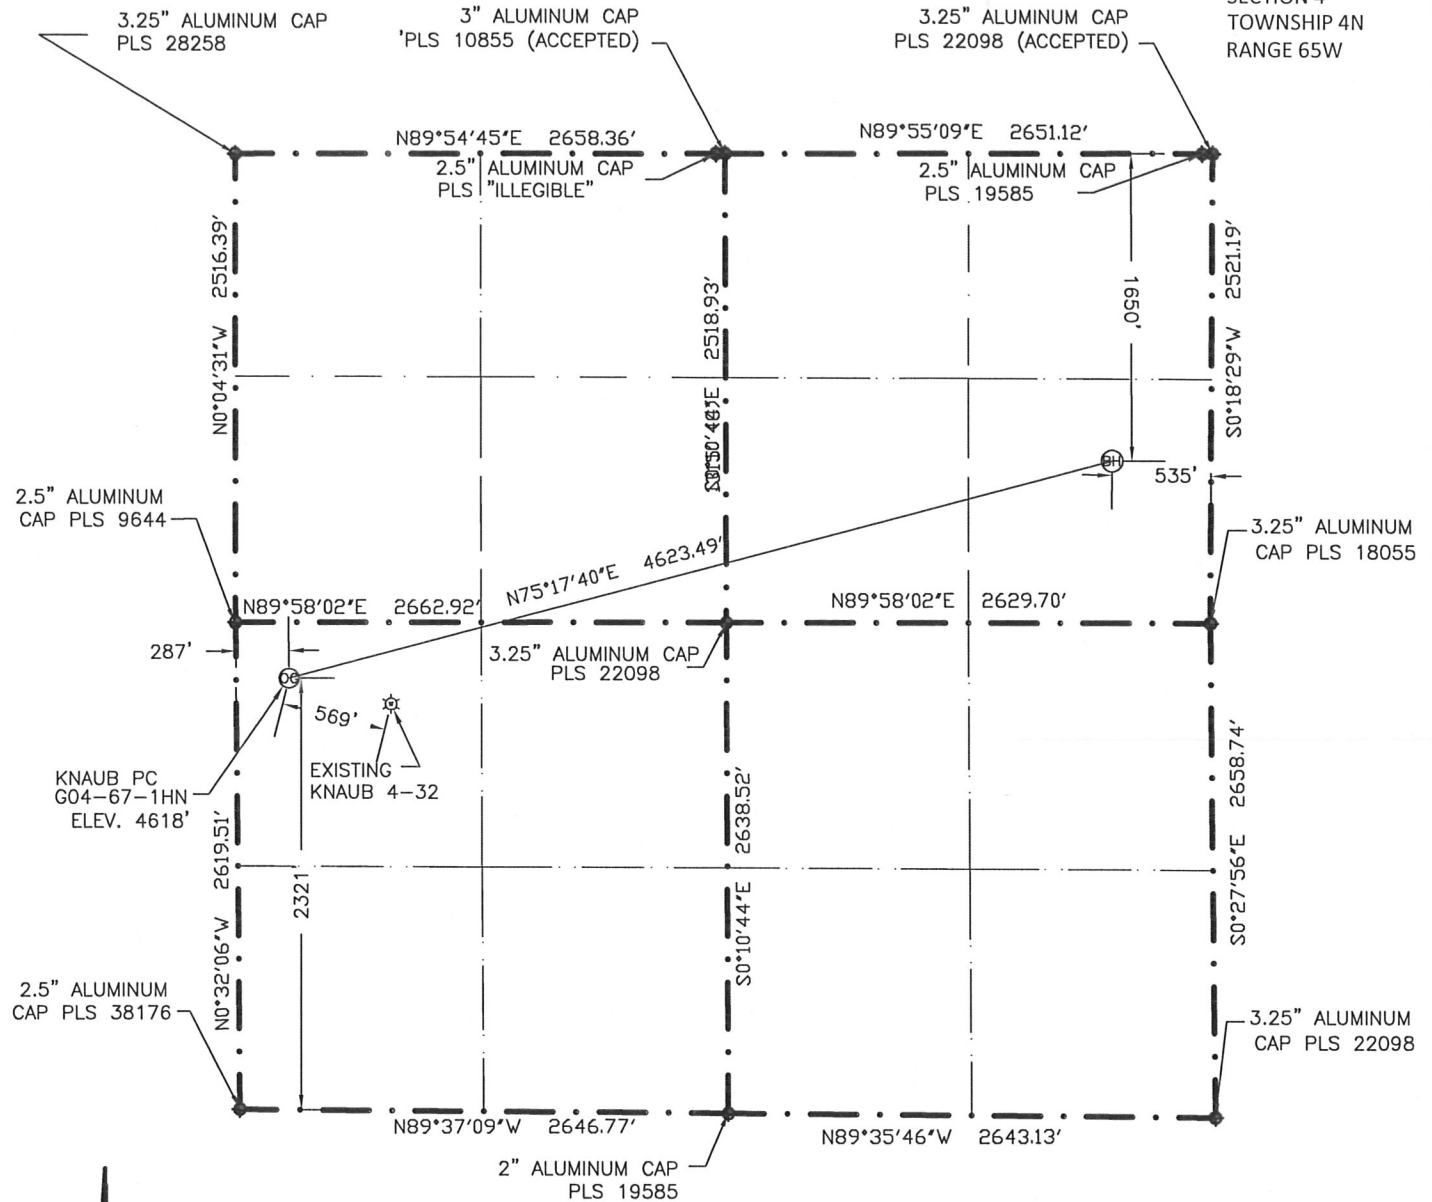 SECTION 4
TOWNSHIP 4N
RANGE 65W
3.25" ALUMINUM CAP
PLS 28258
3" ALUMINUM CAP
'PLS 10855 (ACCEPTED)
3.25" ALUMINUM CAP
PLS 22098 (ACCEPTED)
N89°54'45"E 2658.36'
N89°55'09"E 2651.12'
2.5" ALUMINUM CAP
PLS "ILLEGIBLE"
2.5" ALUMINUM CAP
PLS 19585
N0°04'31"W 2516.39'
2518.93'
1650'
S0°18'29"W 2521.19'
BH
535'
2.5" ALUMINUM
CAP PLS 9644
3.25" ALUMINUM
CAP PLS 18055
N75°17'40"E 4623.49'
N89°58'02"E 2662.92'
N89°58'02"E 2629.70'
287'
3.25" ALUMINUM CAP
PLS 22098
OG
569'
EXISTING
KNAUB 4-32
KNAUB PC
G04-67-1HN
ELEV. 4618'
N0°32'06"W 2619.51'
2321
S0°10'44"E 2638.52'
S0°27'56"E 2658.74'
2.5" ALUMINUM
CAP PLS 38176
3.25" ALUMINUM
CAP PLS 22098
N89°37'09"W 2646.77'
N89°35'46"W 2643.13'
2" ALUMINUM CAP
PLS 19585